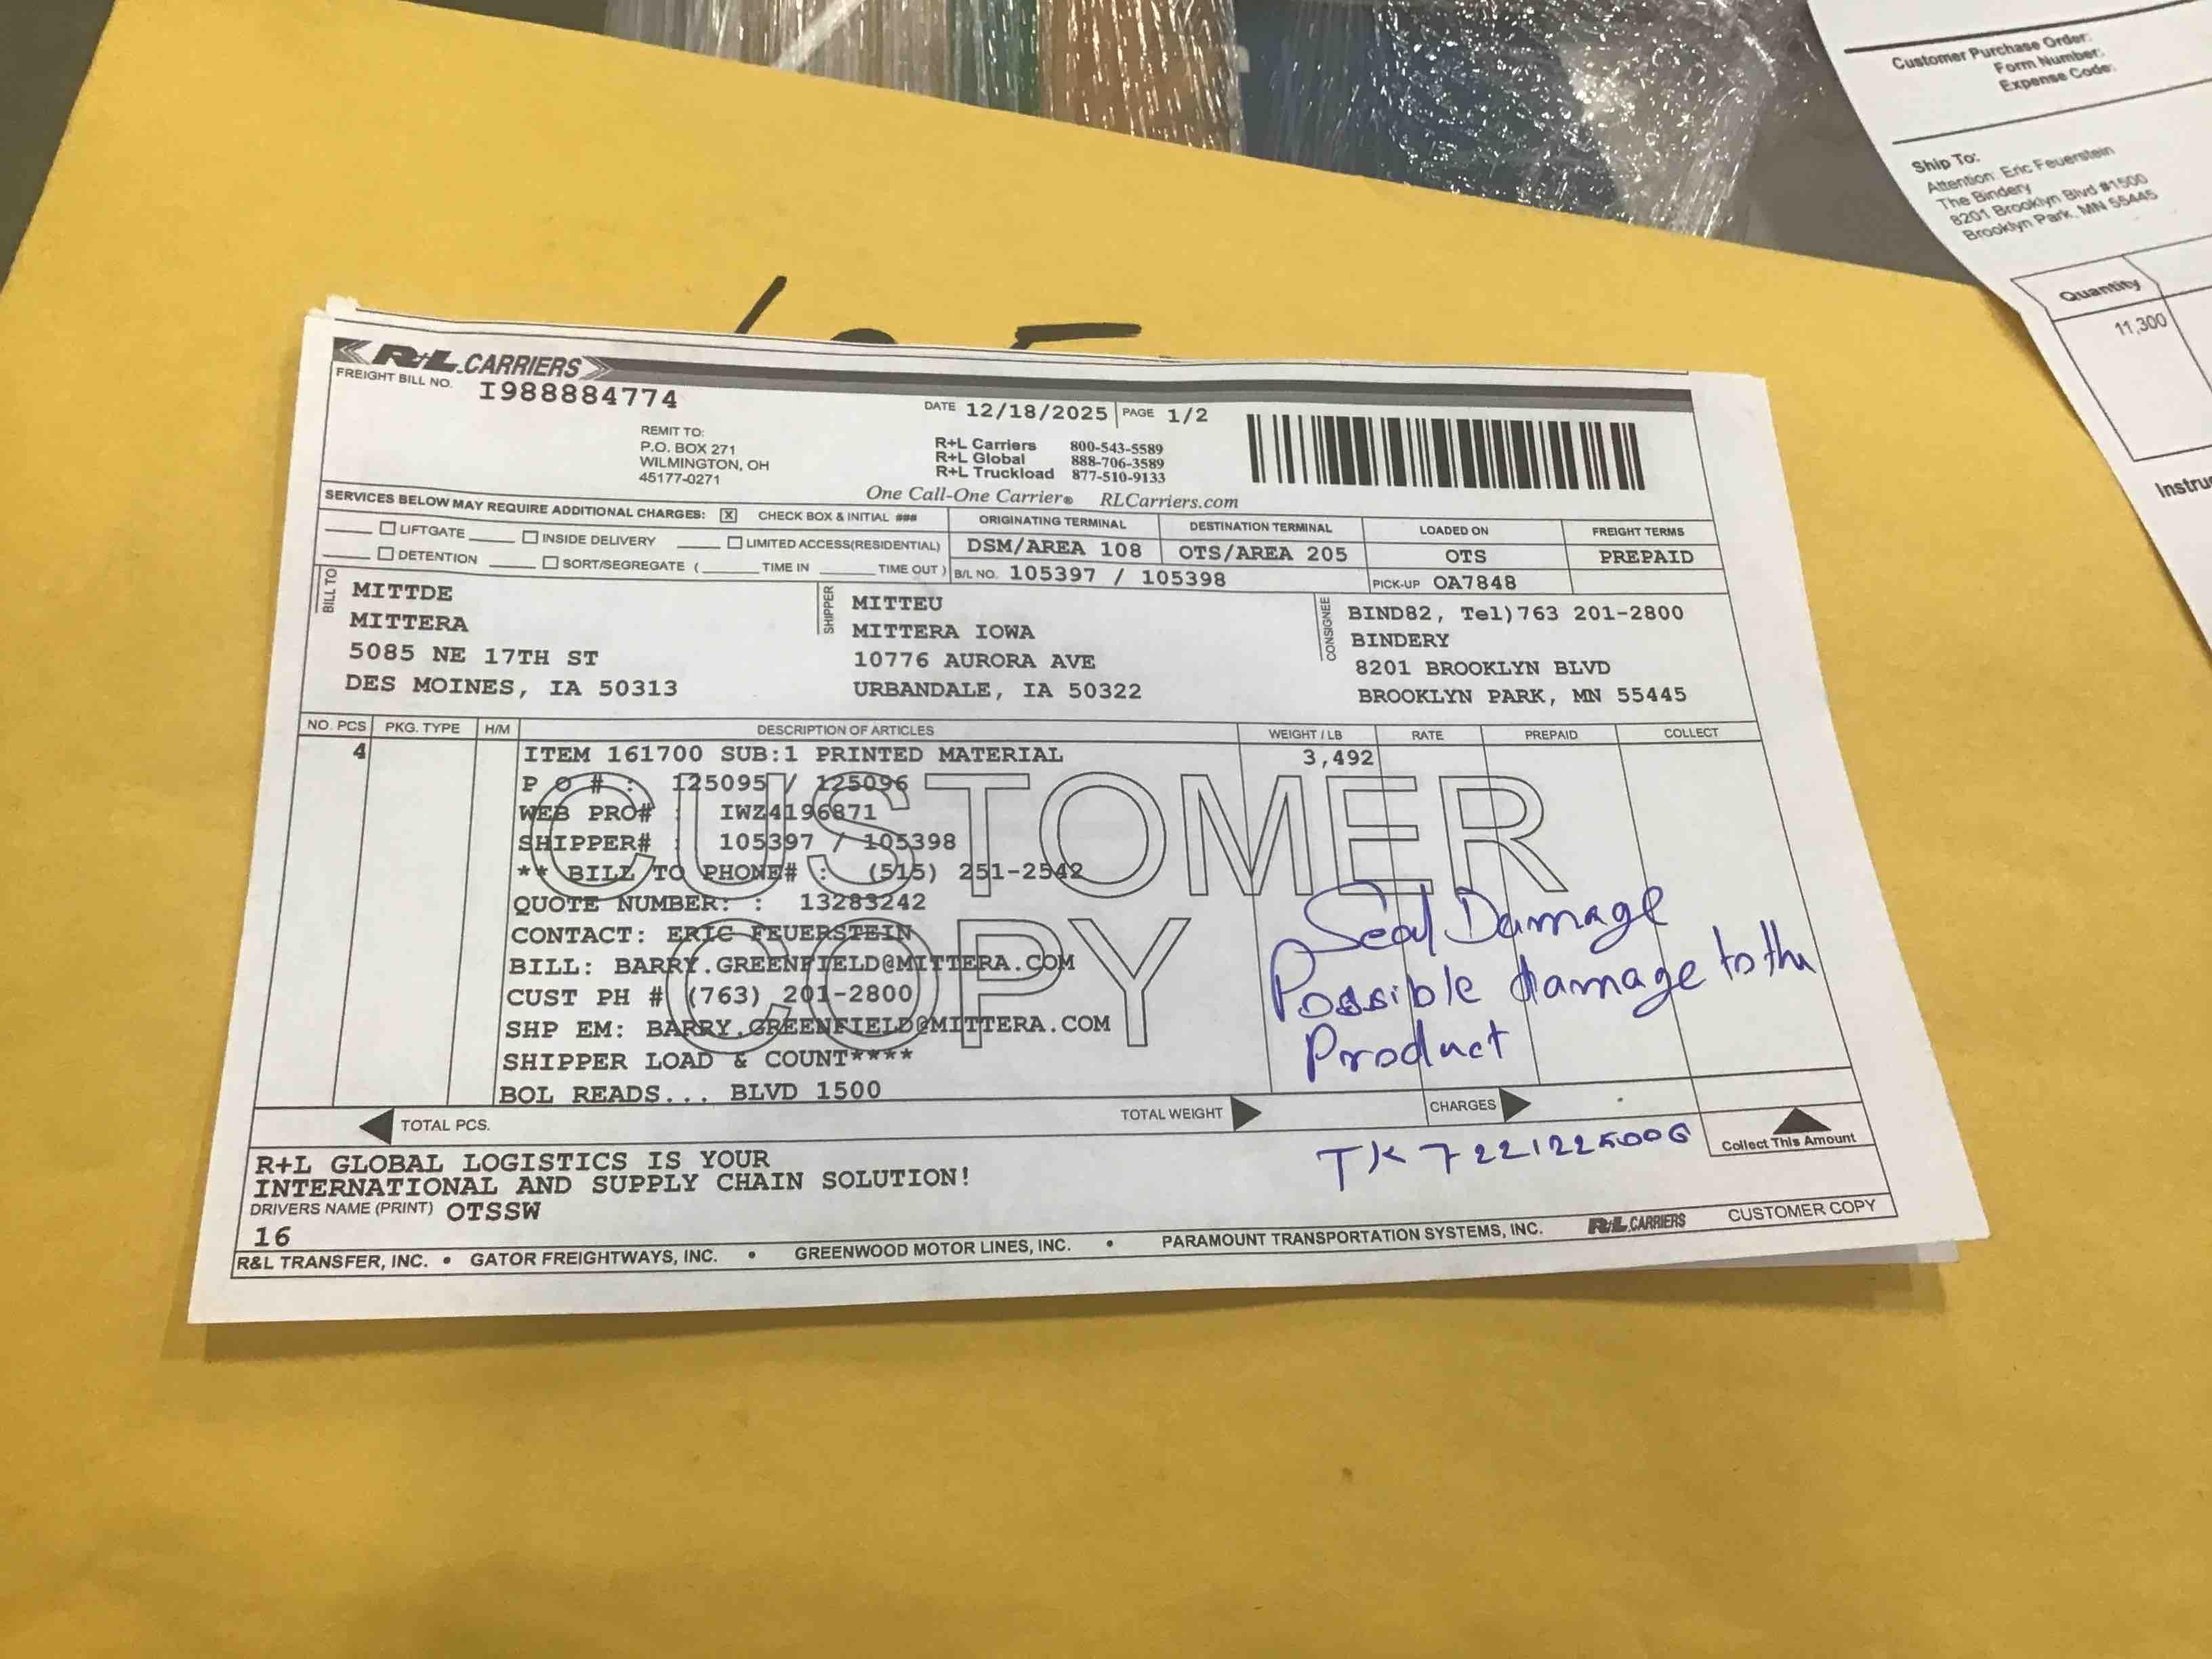 Customer Purchase Order:
Form Number:
Expense Code:
Ship To:
Attention: Eric Feuerstein
The Bindery
8201 Brooklyn Blvd #1500
Brooklyn Park, MN 55445
Quantity
11,300
R+L CARRIERS
FREIGHT BILL NO. I988884774
DATE 12/18/2025 PAGE 1/2
REMIT TO:
P.O. BOX 271
WILMINGTON, OH
45177-0271
R+L Carriers 800-543-5589
R+L Global 888-706-3589
R+L Truckload 877-510-9133
One Call-One Carrier® RLCarriers.com
SERVICES BELOW MAY REQUIRE ADDITIONAL CHARGES: [X] CHECK BOX & INITIAL ###
LIFTGATE INSIDE DELIVERY LIMITED ACCESS(RESIDENTIAL)
DETENTION SORT/SEGREGATE ( TIME IN TIME OUT )
ORIGINATING TERMINAL DESTINATION TERMINAL LOADED ON FREIGHT TERMS
DSM/AREA 108 OTS/AREA 205 OTS PREPAID
B/L NO. 105397 / 105398 PICK-UP OA7848
BILL TO
MITTDE
MITTERA
5085 NE 17TH ST
DES MOINES, IA 50313
SHIPPER
MITTEU
MITTERA IOWA
10776 AURORA AVE
URBANDALE, IA 50322
CONSIGNEE
BIND82, Tel)763 201-2800
BINDERY
8201 BROOKLYN BLVD
BROOKLYN PARK, MN 55445
NO. PCS PKG. TYPE H/M DESCRIPTION OF ARTICLES WEIGHT / LB RATE PREPAID COLLECT
4 ITEM 161700 SUB:1 PRINTED MATERIAL 3,492
P O # : 125095 / 125096
WEB PRO# : IWZ4196871
SHIPPER# : 105397 / 105398
** BILL TO PHONE# : (515) 251-2542
QUOTE NUMBER: : 13283242
CONTACT: ERIC FEUERSTEIN
BILL: BARRY.GREENFIELD@MITTERA.COM
CUST PH # (763) 201-2800
SHP EM: BARRY.GREENFIELD@MITTERA.COM
SHIPPER LOAD & COUNT****
BOL READS... BLVD 1500
CUSTOMER
COPY
Seal Damage
Possible damage to the
Product
TOTAL PCS. TOTAL WEIGHT CHARGES
Collect This Amount
R+L GLOBAL LOGISTICS IS YOUR
INTERNATIONAL AND SUPPLY CHAIN SOLUTION!
DRIVERS NAME (PRINT) OTSSW
16
R&L TRANSFER, INC. • GATOR FREIGHTWAYS, INC. • GREENWOOD MOTOR LINES, INC. • PARAMOUNT TRANSPORTATION SYSTEMS, INC. R+L CARRIERS CUSTOMER COPY